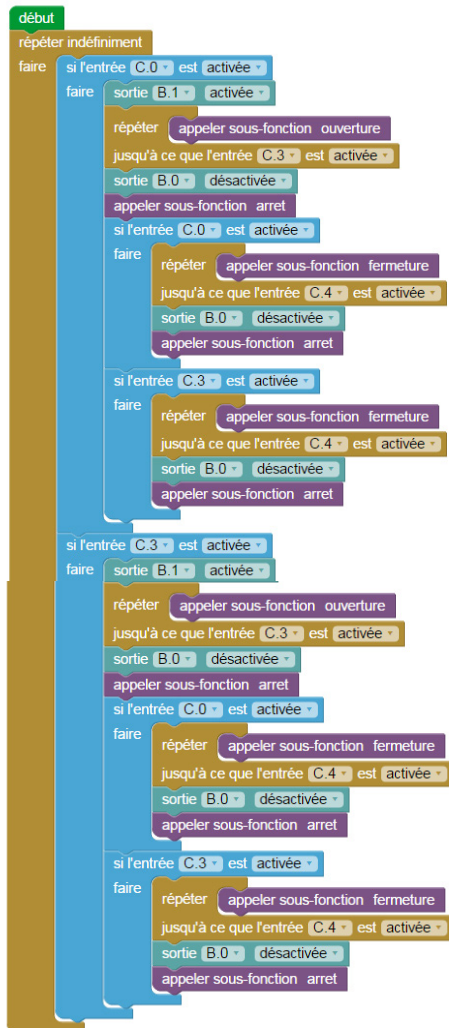 début
répéter indéfiniment
faire si l'entrée C.0 est activée
faire sortie B.1 activée
répéter appeler sous-fonction ouverture
jusqu'à ce que l'entrée C.3 est activée
sortie B.0 désactivée
appeler sous-fonction arret
si l'entrée C.0 est activée
faire répéter appeler sous-fonction fermeture
jusqu'à ce que l'entrée C.4 est activée
sortie B.0 désactivée
appeler sous-fonction arret
si l'entrée C.3 est activée
faire répéter appeler sous-fonction fermeture
jusqu'à ce que l'entrée C.4 est activée
sortie B.0 désactivée
appeler sous-fonction arret
si l'entrée C.3 est activée
faire sortie B.1 activée
répéter appeler sous-fonction ouverture
jusqu'à ce que l'entrée C.3 est activée
sortie B.0 désactivée
appeler sous-fonction arret
si l'entrée C.0 est activée
faire répéter appeler sous-fonction fermeture
jusqu'à ce que l'entrée C.4 est activée
sortie B.0 désactivée
appeler sous-fonction arret
si l'entrée C.3 est activée
faire répéter appeler sous-fonction fermeture
jusqu'à ce que l'entrée C.4 est activée
sortie B.0 désactivée
appeler sous-fonction arret